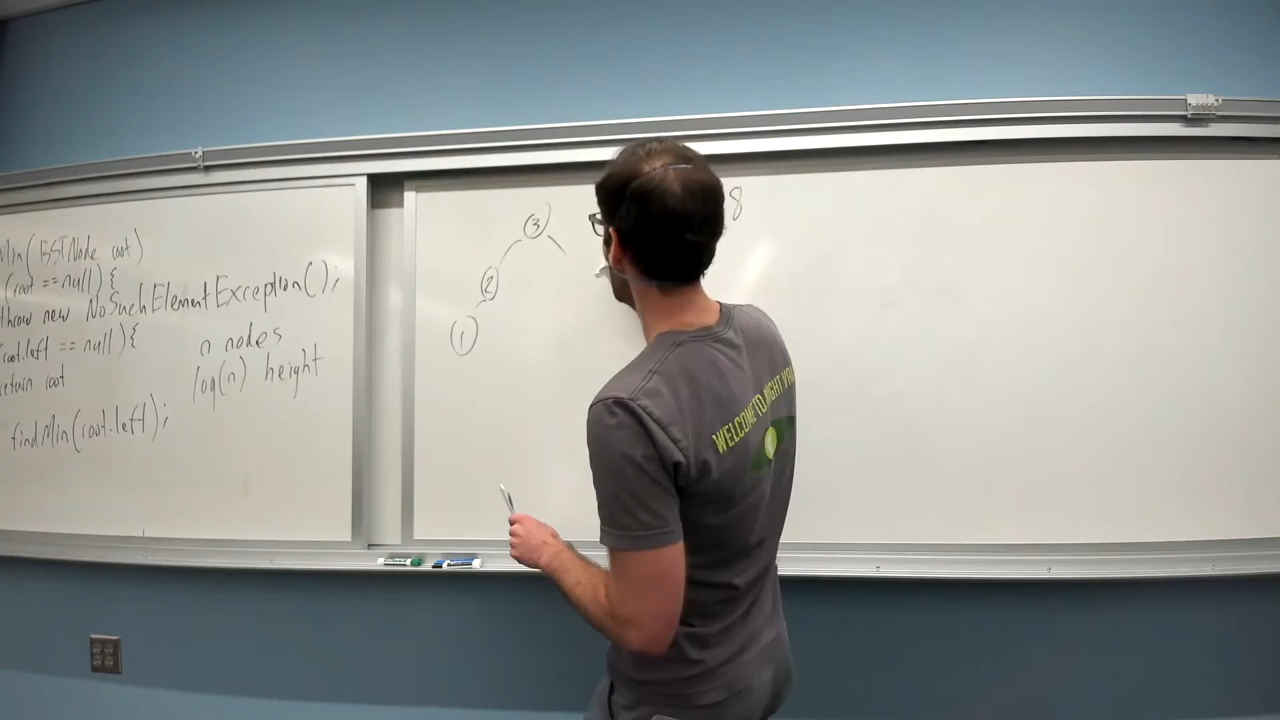 Min(BSTNode root)
(root == null) {
throw new NoSuchElementException();
(root.left == null) {
return root
findMin(root.left);
n nodes
log(n) height
3
2
1
8
WELCOME TO NIGHT VA